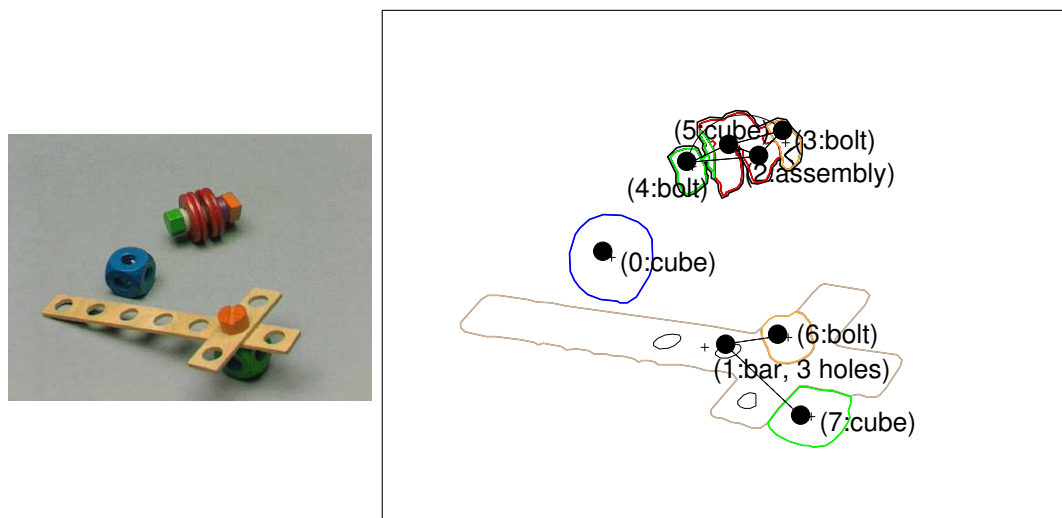 (5:cube)
(3:bolt)
(2:assembly)
(4:bolt)
(0:cube)
(6:bolt)
(1:bar, 3 holes)
(7:cube)